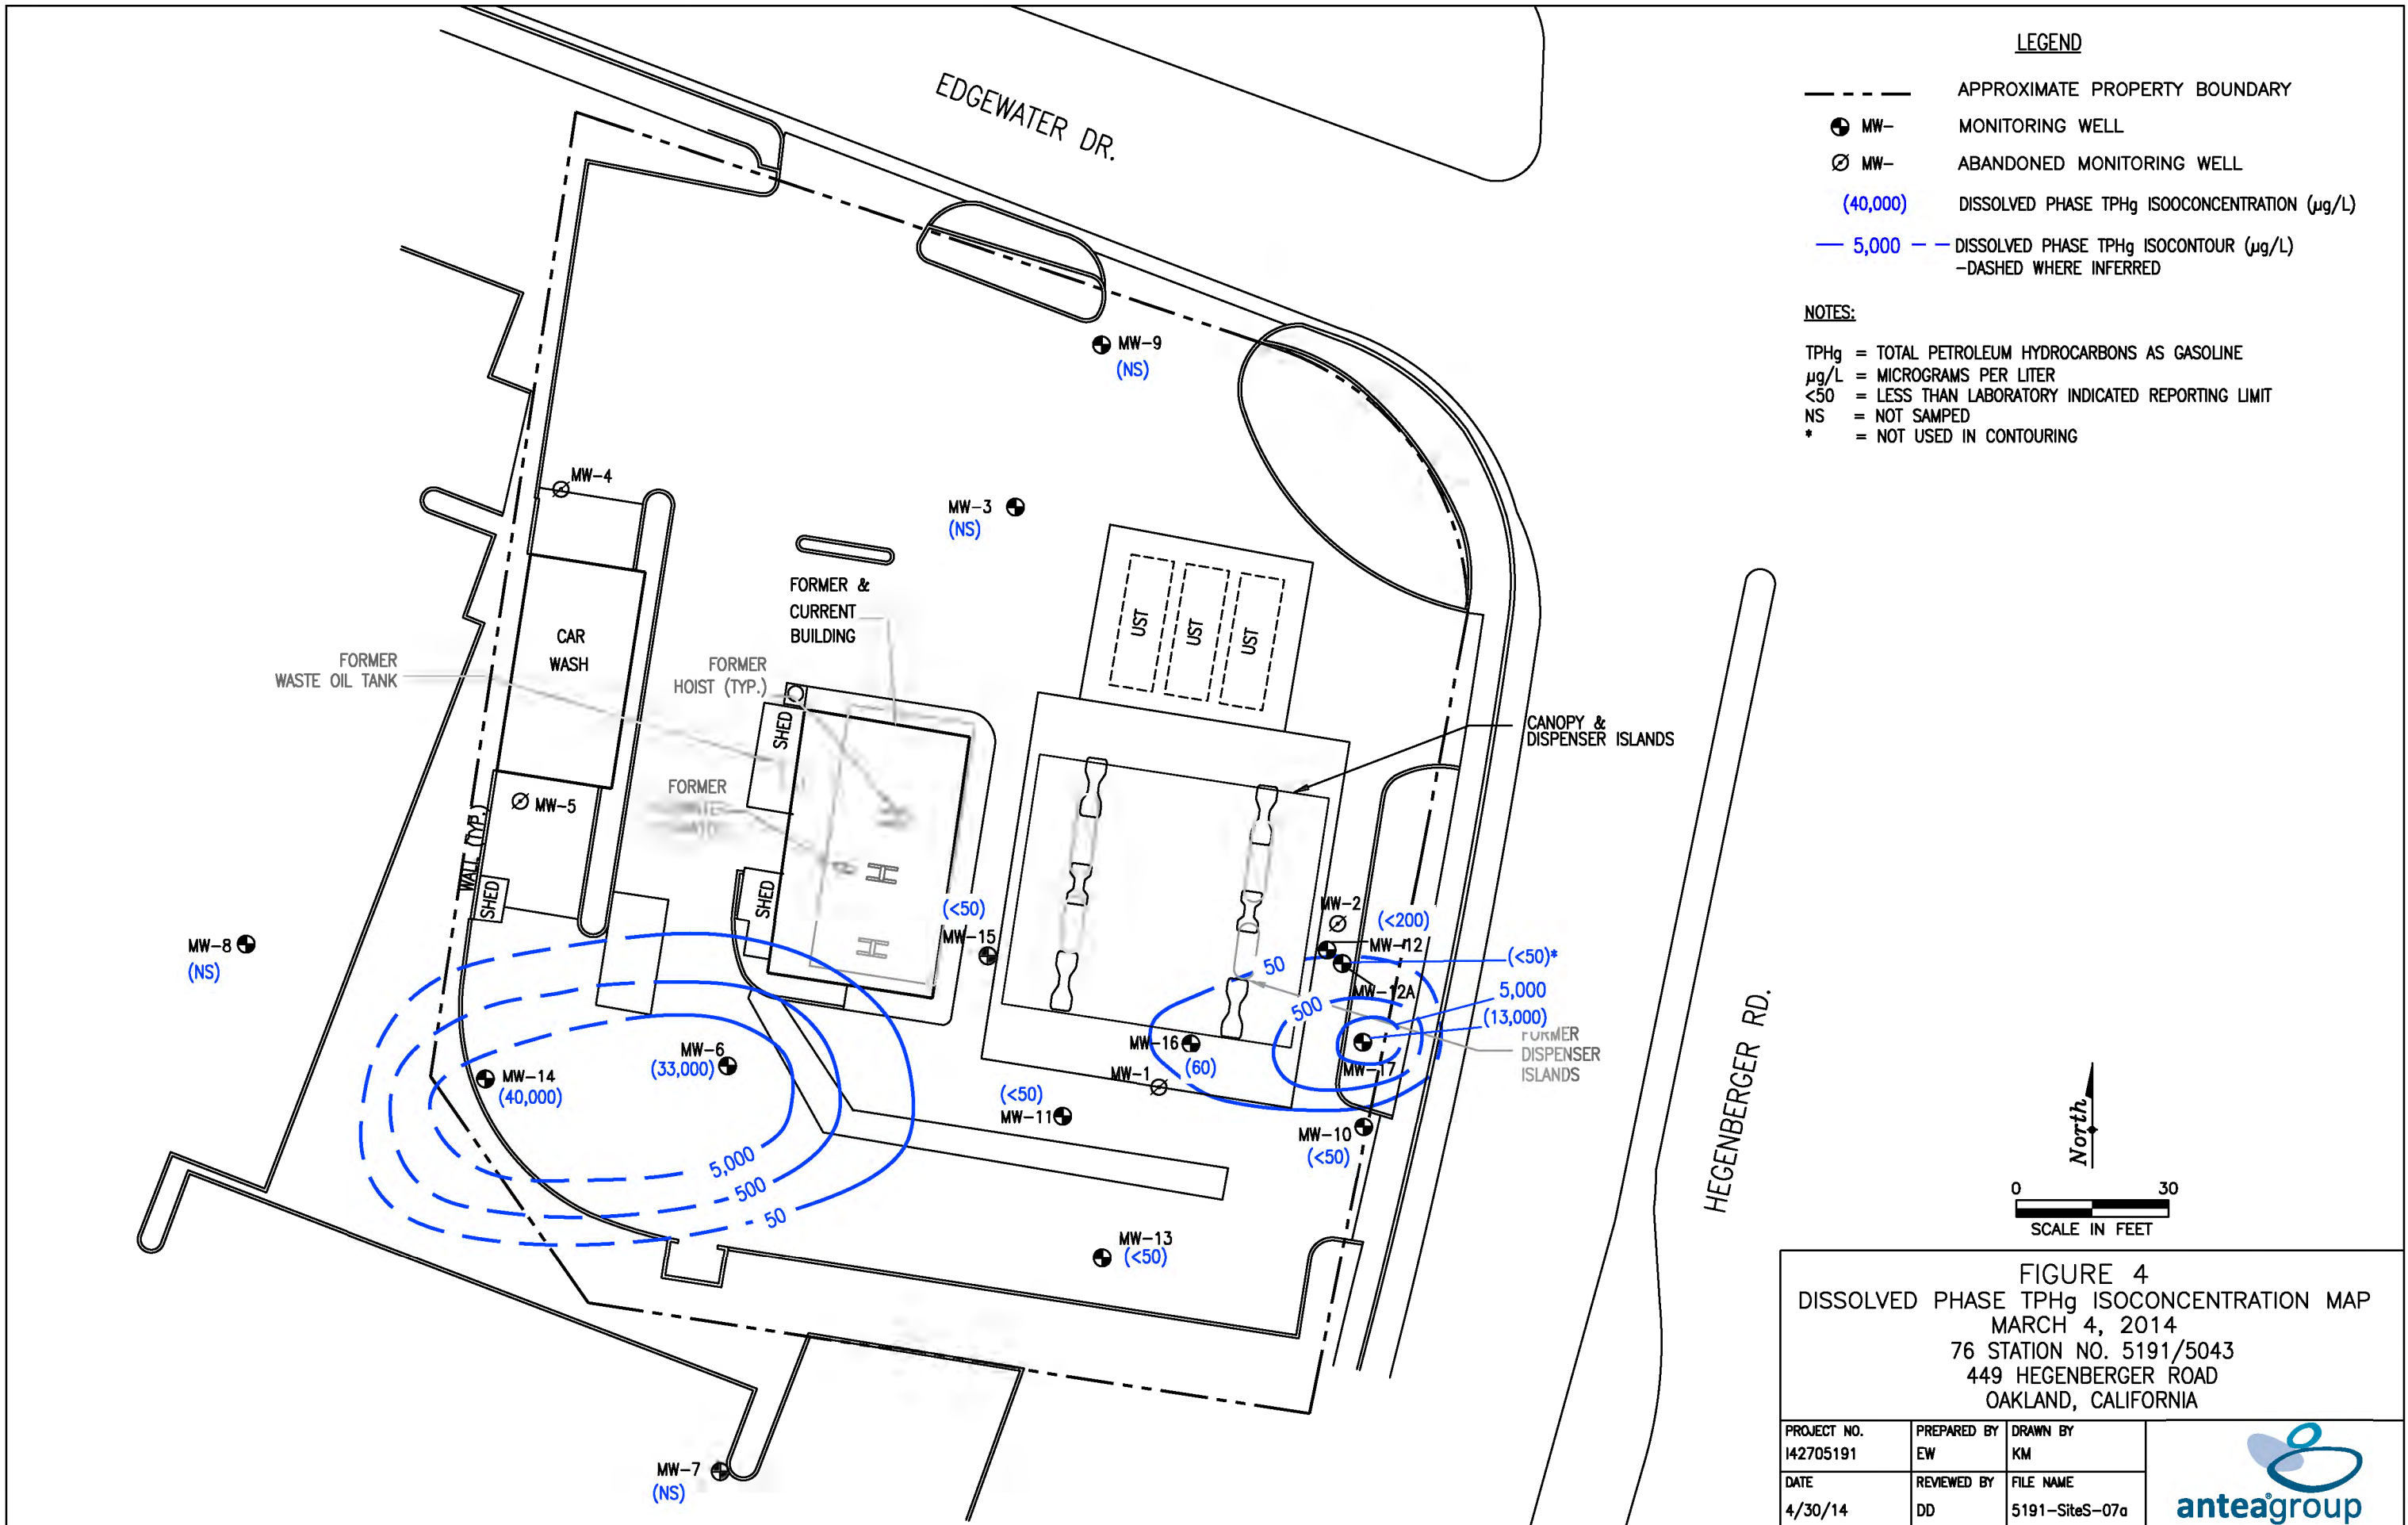 EDGEWATER DR.
LEGEND
APPROXIMATE PROPERTY BOUNDARY
MW- MONITORING WELL
MW- ABANDONED MONITORING WELL
(40,000) DISSOLVED PHASE TPHg ISOOCONCENTRATION (µg/L)
5,000 DISSOLVED PHASE TPHg ISOCONTOUR (µg/L)
-DASHED WHERE INFERRED
NOTES:
TPHg = TOTAL PETROLEUM HYDROCARBONS AS GASOLINE
µg/L = MICROGRAMS PER LITER
<50 = LESS THAN LABORATORY INDICATED REPORTING LIMIT
NS = NOT SAMPED
* = NOT USED IN CONTOURING
MW-9
(NS)
MW-4
MW-3
(NS)
FORMER &
CURRENT
BUILDING
UST
UST
UST
CAR
WASH
FORMER
WASTE OIL TANK
FORMER
HOIST (TYP.)
SHED
CANOPY &
DISPENSER ISLANDS
FORMER
MW-5
WALL (TYP.)
SHED
SHED
(<50)
MW-15
MW-2
(<200)
MW-12
(<50)*
MW-12A
5,000
(13,000)
FORMER
DISPENSER
ISLANDS
50
500
MW-17
MW-8
(NS)
MW-16
(60)
MW-1
MW-6
(33,000)
MW-14
(40,000)
(<50)
MW-11
MW-10
(<50)
5,000
500
50
MW-13
(<50)
MW-7
(NS)
HEGENBERGER RD.
North
0 30
SCALE IN FEET
FIGURE 4
DISSOLVED PHASE TPHg ISOCONCENTRATION MAP
MARCH 4, 2014
76 STATION NO. 5191/5043
449 HEGENBERGER ROAD
OAKLAND, CALIFORNIA
PROJECT NO. PREPARED BY DRAWN BY
I42705191 EW KM
DATE REVIEWED BY FILE NAME
4/30/14 DD 5191-SiteS-07a
anteagroup